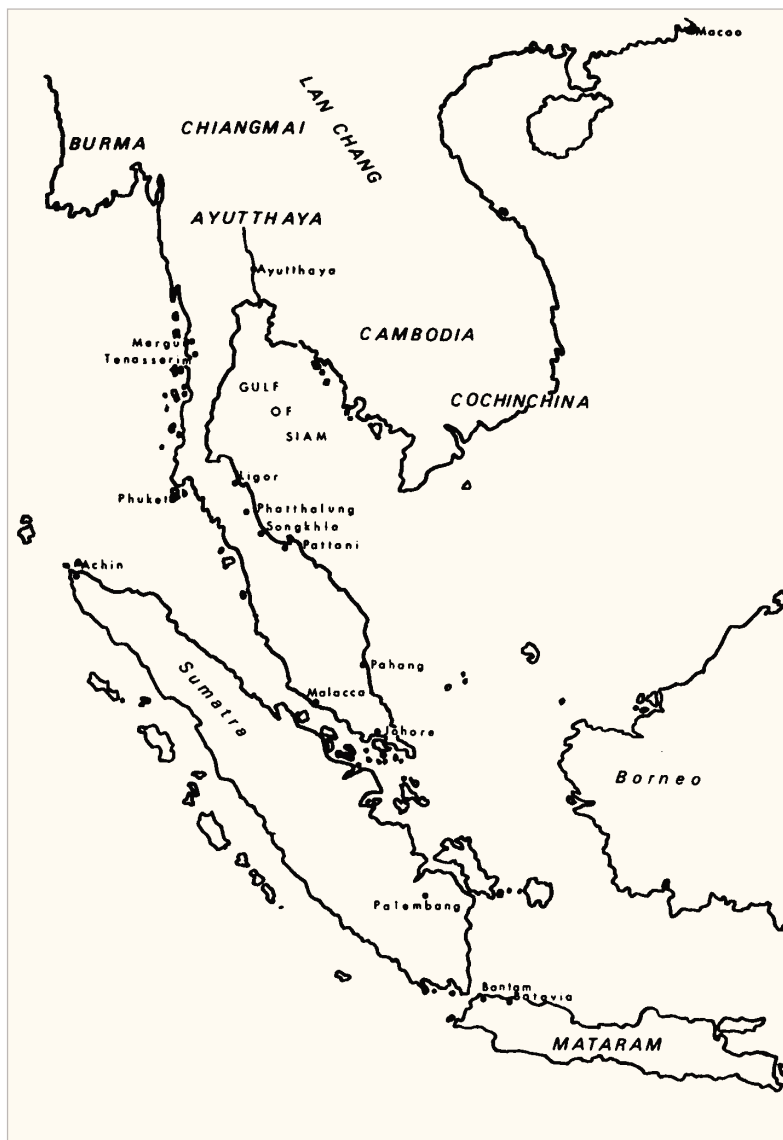 Macao
LAN CHANG
CHIANGMAI
BURMA
AYUTTHAYA
Ayutthaya
CAMBODIA
Mergui
Tenasserim
GULF
OF
SIAM
COCHINCHINA
Ligor
Phuket
Phatthalung
Songkhla
Pattani
Achin
Pahang
Sumatra
Malacca
Johore
Borneo
Palembang
Bantam
Batavia
MATARAM